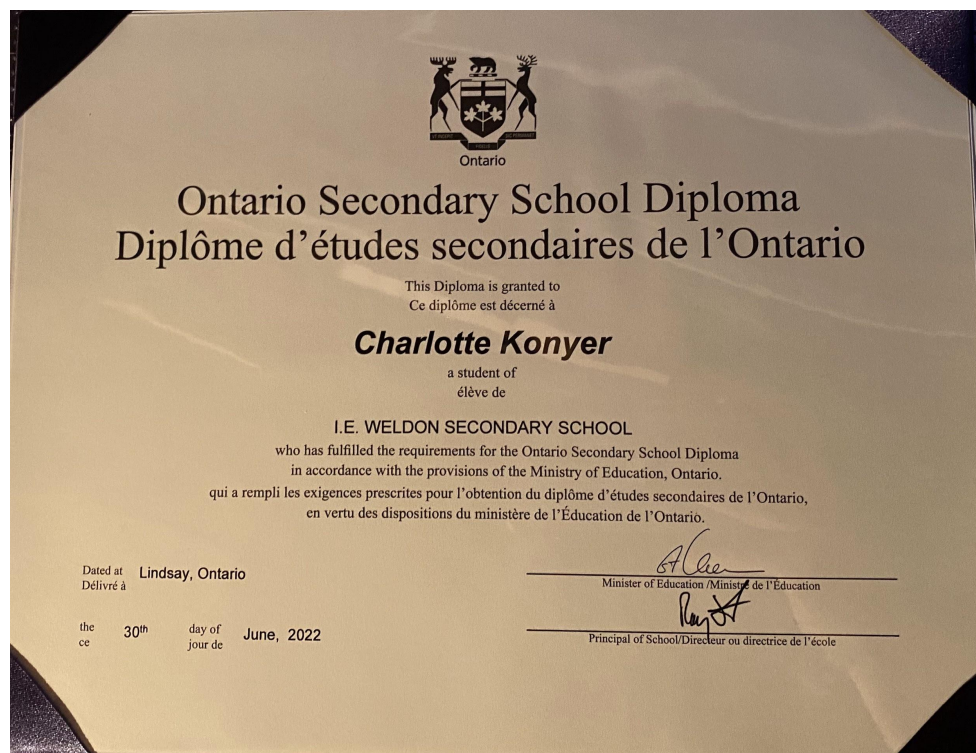 Ontario
Ontario Secondary School Diploma
Diplôme d'études secondaires de l'Ontario
This Diploma is granted to
Ce diplôme est décerné à
Charlotte Konyer
a student of
élève de
I.E. WELDON SECONDARY SCHOOL
who has fulfilled the requirements for the Ontario Secondary School Diploma
in accordance with the provisions of the Ministry of Education, Ontario.
qui a rempli les exigences prescrites pour l'obtention du diplôme d'études secondaires de l'Ontario,
en vertu des dispositions du ministère de l'Éducation de l'Ontario.
Dated at Lindsay, Ontario
Délivré à
Minister of Education /Ministre de l'Éducation
the 30th day of June, 2022
ce jour de
Principal of School/Directeur ou directrice de l'école